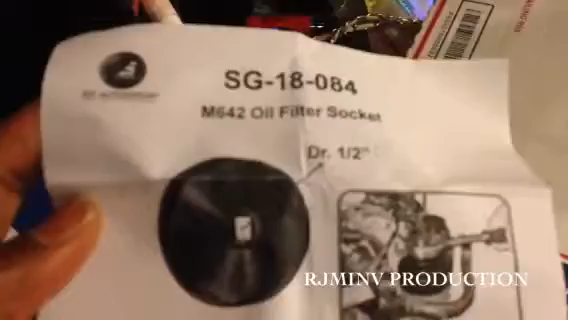 SG-18-084
M642 Oil Filter Socket
Dr. 1/2"
RJMINV PRODUCTION